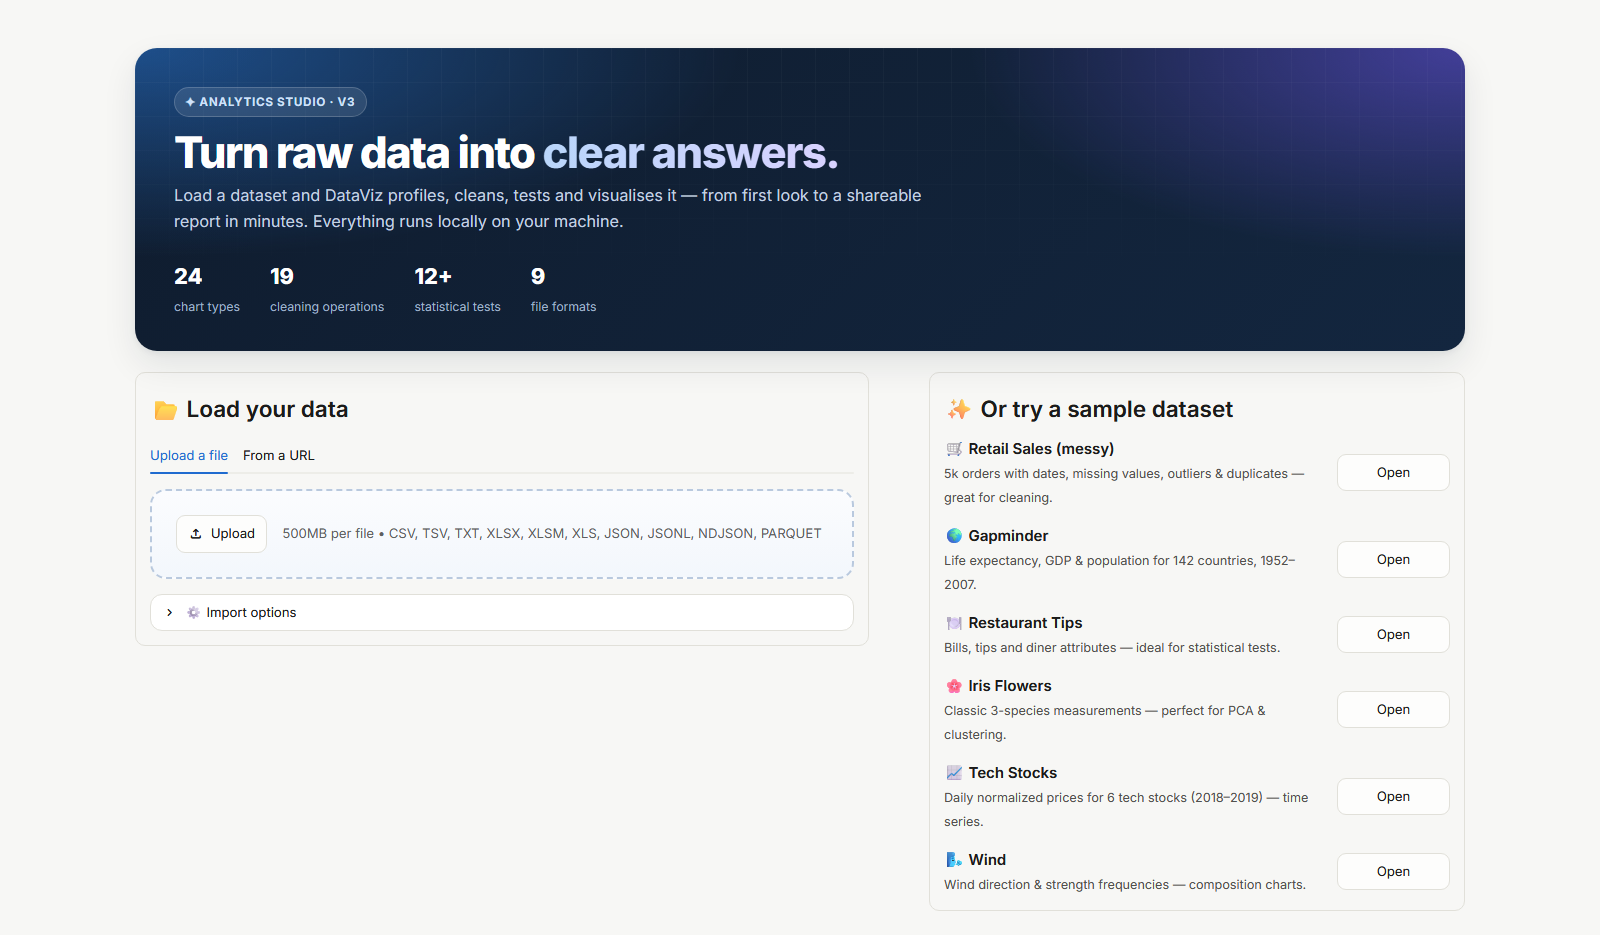 ✦ ANALYTICS STUDIO · V3
Turn raw data into clear answers.
Load a dataset and DataViz profiles, cleans, tests and visualises it — from first look to a shareable
report in minutes. Everything runs locally on your machine.
24
chart types
19
cleaning operations
12+
statistical tests
9
file formats
Load your data
Upload a file
From a URL
Upload
500MB per file • CSV, TSV, TXT, XLSX, XLSM, XLS, JSON, JSONL, NDJSON, PARQUET
Import options
Or try a sample dataset
Retail Sales (messy)
5k orders with dates, missing values, outliers & duplicates —
great for cleaning.
Open
Gapminder
Life expectancy, GDP & population for 142 countries, 1952–
2007.
Open
Restaurant Tips
Bills, tips and diner attributes — ideal for statistical tests.
Open
Iris Flowers
Classic 3-species measurements — perfect for PCA &
clustering.
Open
Tech Stocks
Daily normalized prices for 6 tech stocks (2018–2019) — time
series.
Open
Wind
Wind direction & strength frequencies — composition charts.
Open